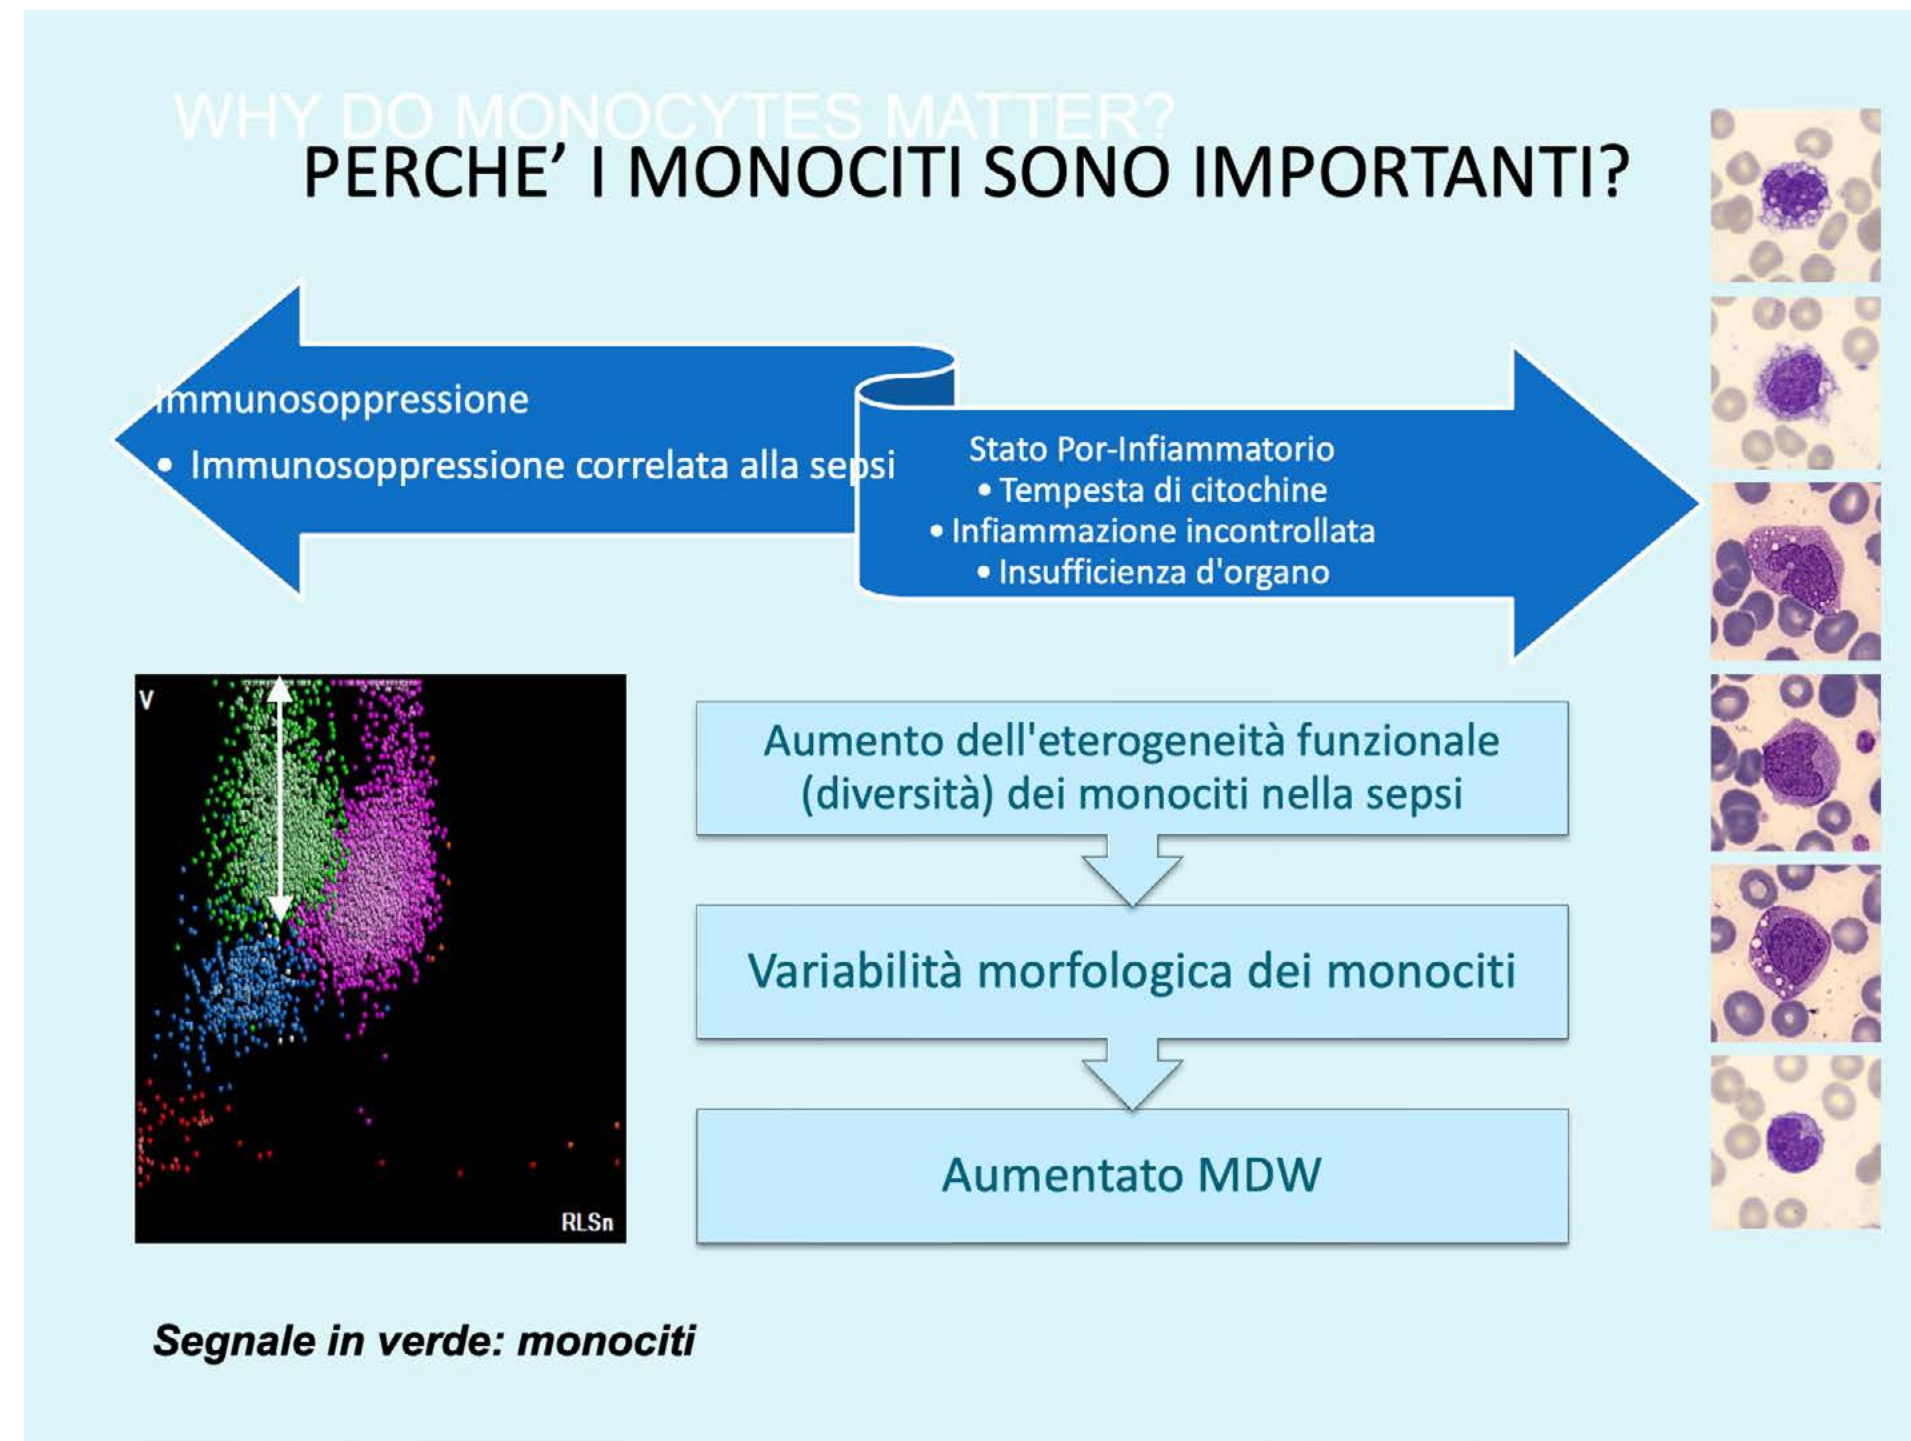 WHY DO MONOCYTES MATTER?
PERCHE’ I MONOCITI SONO IMPORTANTI?
Immunosoppressione
• Immunosoppressione correlata alla sepsi
Stato Por-Infiammatorio
• Tempesta di citochine
• Infiammazione incontrollata
• Insufficienza d'organo
V
RLSn
Aumento dell'eterogeneità funzionale
(diversità) dei monociti nella sepsi
Variabilità morfologica dei monociti
Aumentato MDW
Segnale in verde: monociti